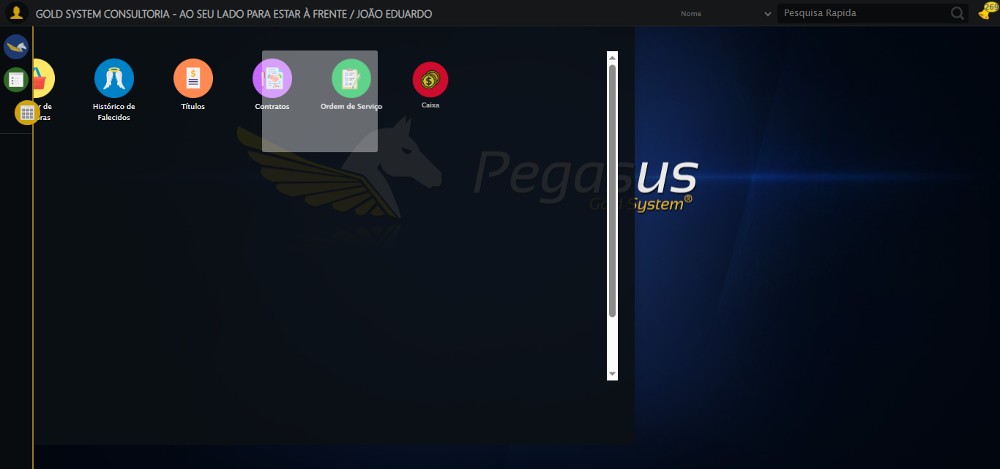 GOLD SYSTEM CONSULTORIA - AO SEU LADO PARA ESTAR À FRENTE / JOÃO EDUARDO
Nome
Pesquisa Rapida
269
r de
ras
Histórico de
Falecidos
Títulos
Contratos
Ordem de Serviço
Caixa
Pegasus
Gold System®